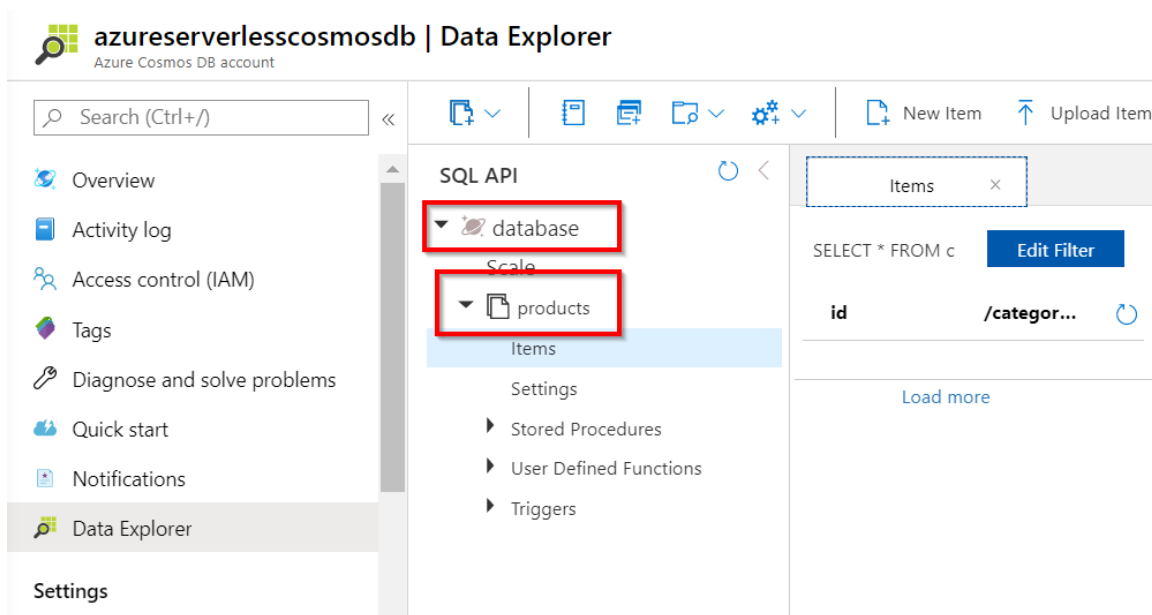 azureserverlesscosmosdb | Data Explorer
Azure Cosmos DB account
Search (Ctrl+/)
«
Overview
Activity log
Access control (IAM)
Tags
Diagnose and solve problems
Quick start
Notifications
Data Explorer
Settings
New Item
Upload Item
SQL API
database
Scale
products
Items
Settings
Stored Procedures
User Defined Functions
Triggers
Items
SELECT * FROM c
Edit Filter
id /categor...
Load more